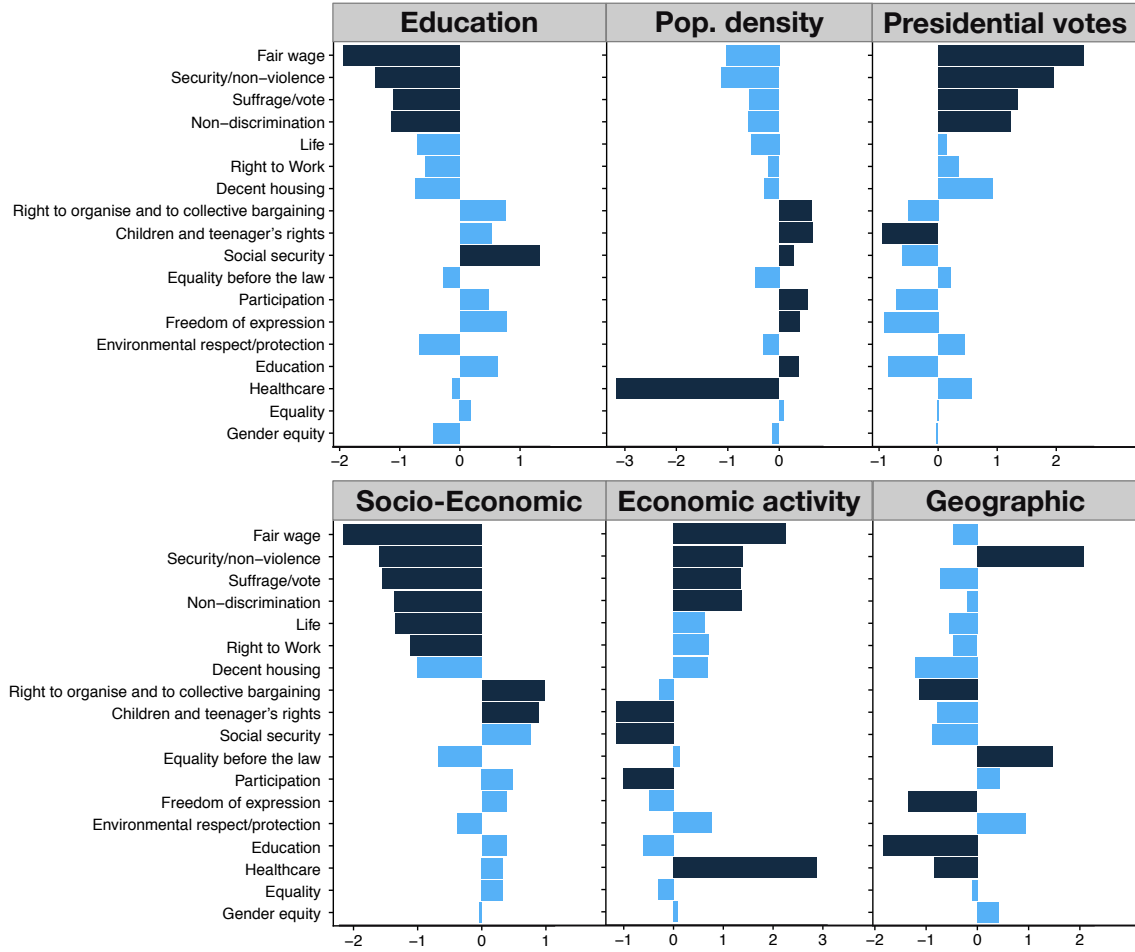 Education Pop. density Presidential votes
Fair wage
Security/non−violence
Suffrage/vote
Non−discrimination
Life
Right to Work
Decent housing
Right to organise and to collective bargaining
Children and teenager's rights
Social security
Equality before the law
Participation
Freedom of expression
Environmental respect/protection
Education
Healthcare
Equality
Gender equity
−2 −1 0 1 −3 −2 −1 0 −1 0 1 2
Socio-Economic Economic activity Geographic
Fair wage
Security/non−violence
Suffrage/vote
Non−discrimination
Life
Right to Work
Decent housing
Right to organise and to collective bargaining
Children and teenager's rights
Social security
Equality before the law
Participation
Freedom of expression
Environmental respect/protection
Education
Healthcare
Equality
Gender equity
−2 −1 0 1 −1 0 1 2 3 −2 −1 0 1 2